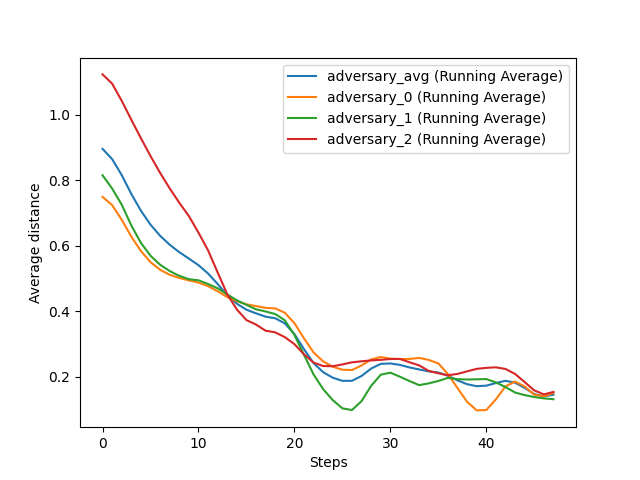 adversary_avg (Running Average)
adversary_0 (Running Average)
adversary_1 (Running Average)
adversary_2 (Running Average)
1.0
0.8
0.6
0.4
0.2
Average distance
0
10
20
30
40
Steps